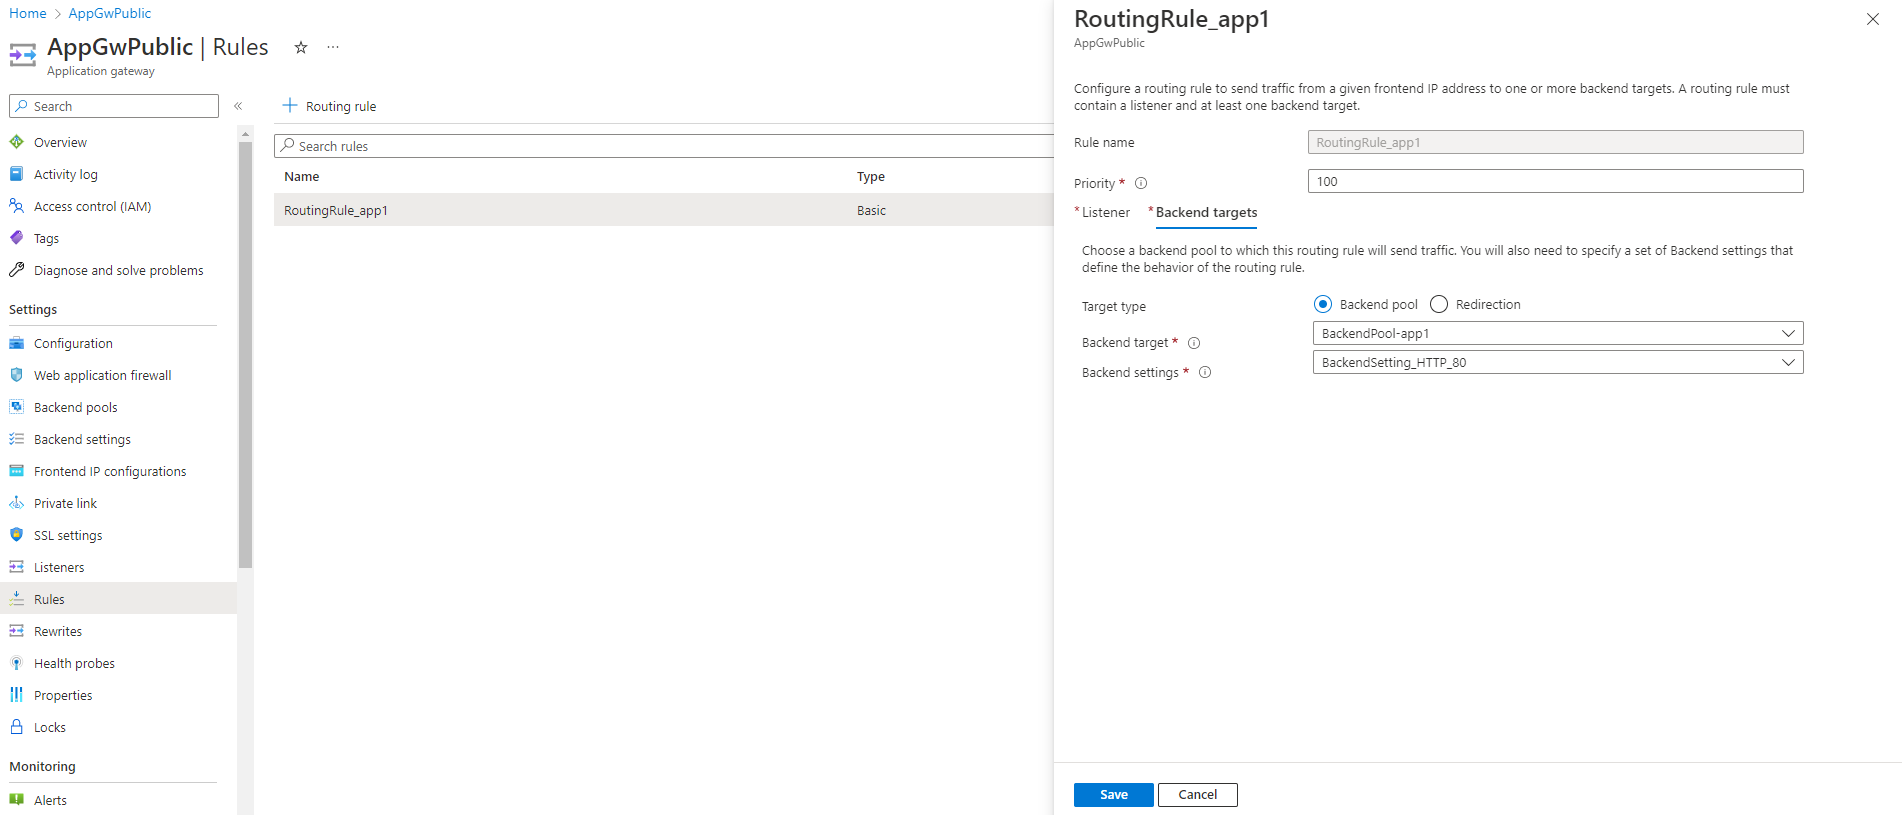 Home > AppGwPublic
AppGwPublic | Rules
Application gateway
Search
Overview
Activity log
Access control (IAM)
Tags
Diagnose and solve problems
Settings
Configuration
Web application firewall
Backend pools
Backend settings
Frontend IP configurations
Private link
SSL settings
Listeners
Rules
Rewrites
Health probes
Properties
Locks
Monitoring
Alerts
Routing rule
Search rules
Name Type
RoutingRule_app1 Basic
RoutingRule_app1
AppGwPublic
Configure a routing rule to send traffic from a given frontend IP address to one or more backend targets. A routing rule must
contain a listener and at least one backend target.
Rule name RoutingRule_app1
Priority * 100
* Listener * Backend targets
Choose a backend pool to which this routing rule will send traffic. You will also need to specify a set of Backend settings that
define the behavior of the routing rule.
Target type Backend pool Redirection
Backend target * BackendPool-app1
Backend settings * BackendSetting_HTTP_80
Save Cancel